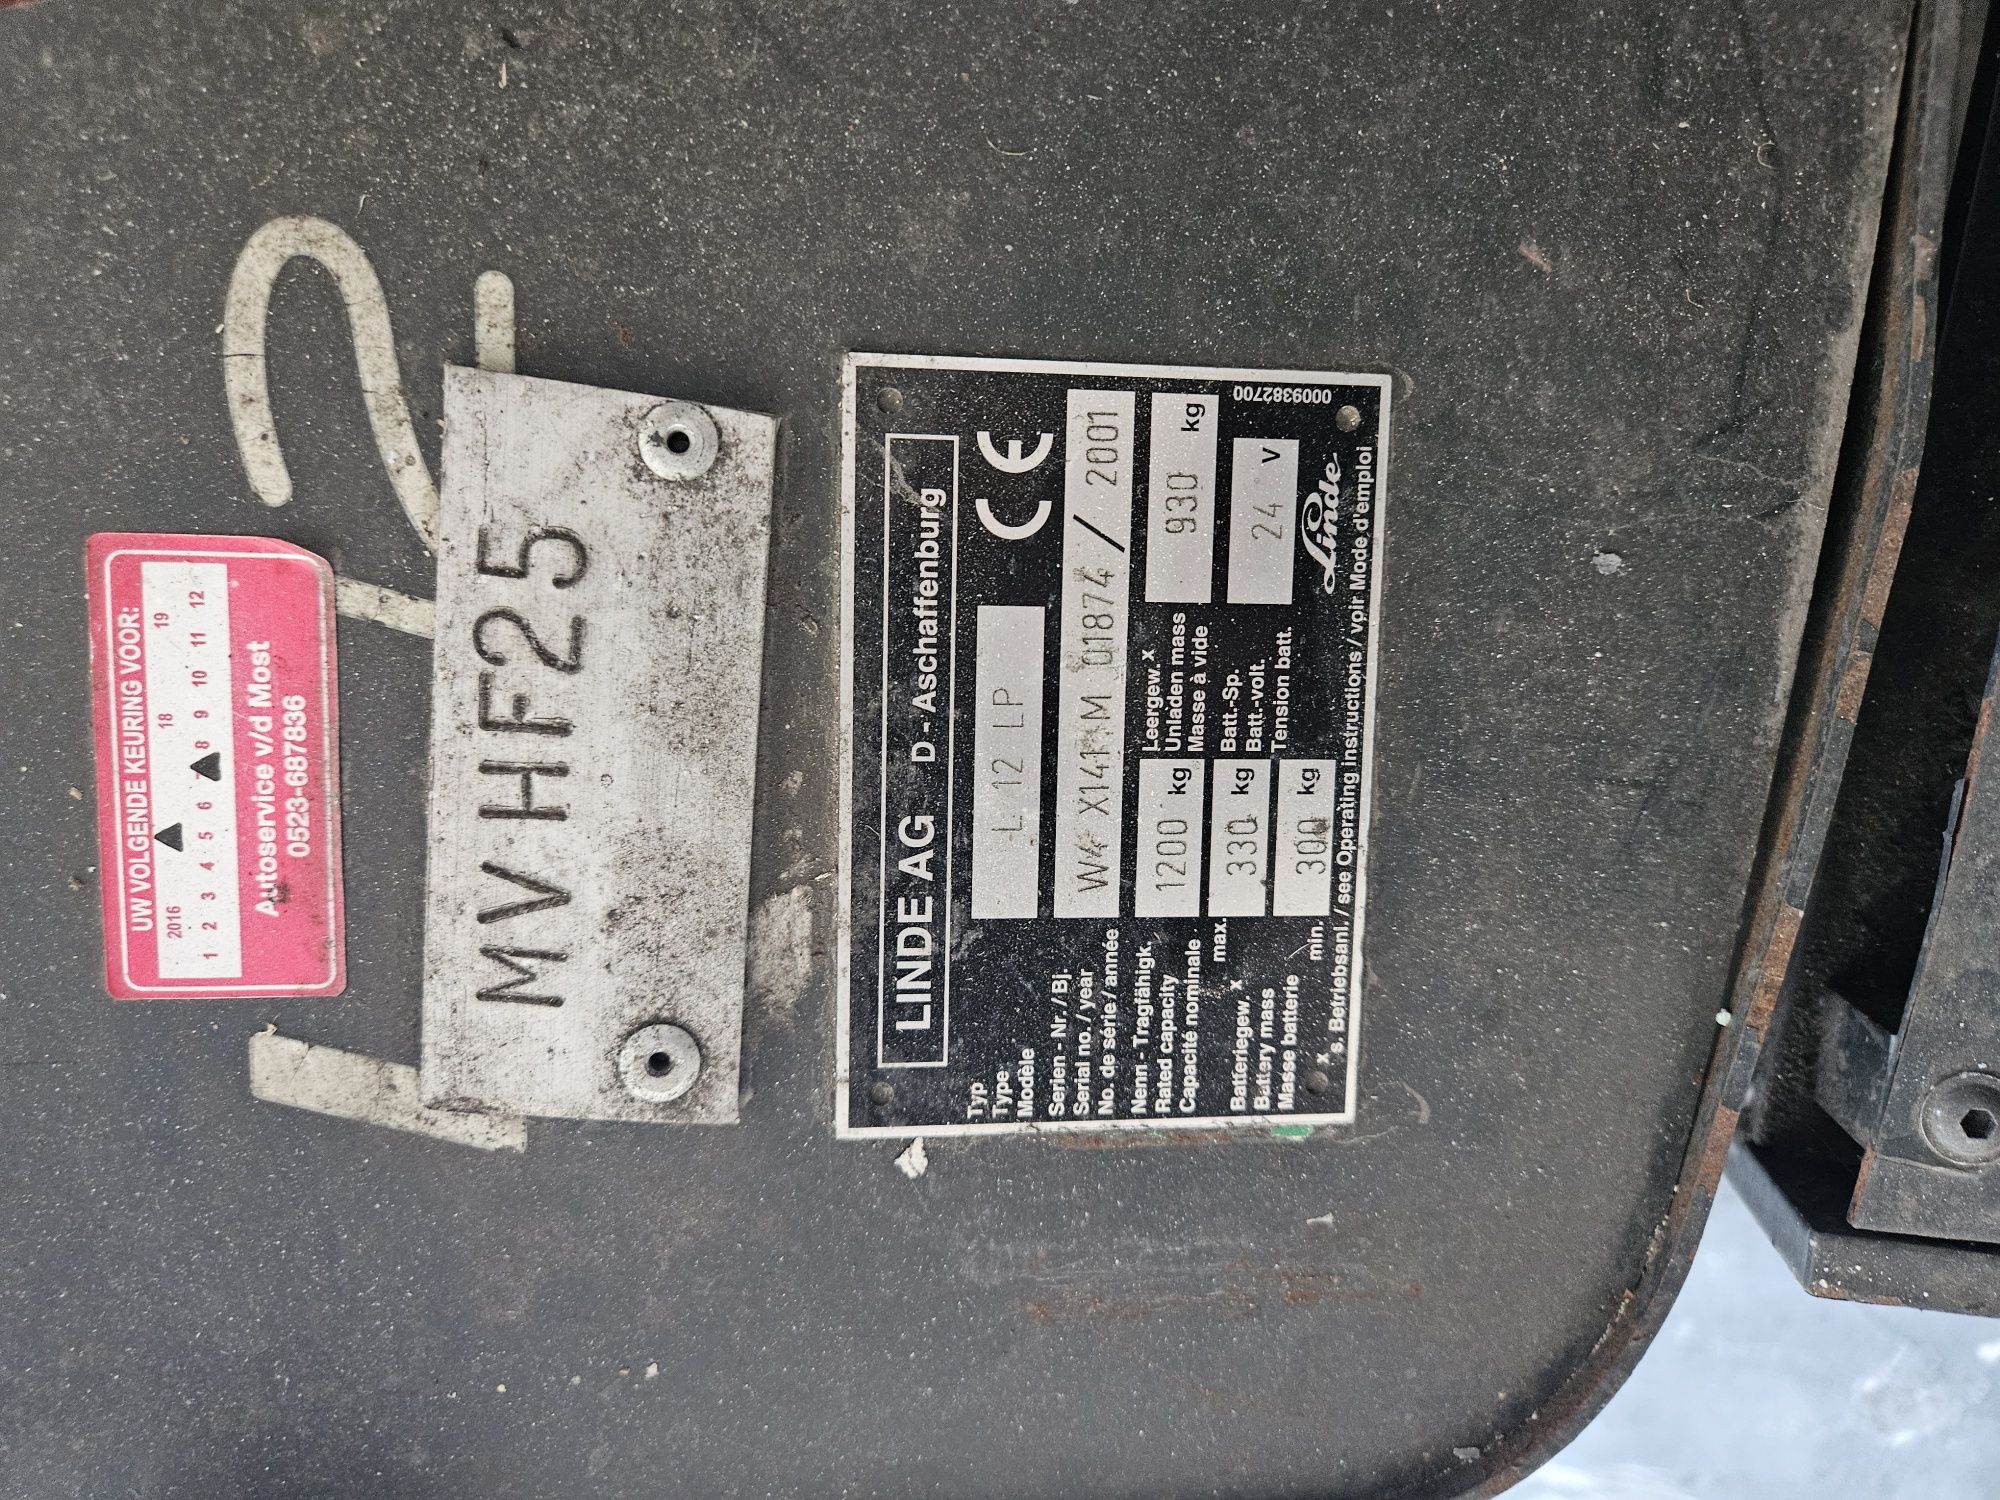 UW VOLGENDE KEURING VOOR:
2016 18 19
1 2 3 4 5 6 7 8 9 10 11 12
Autoservice v/d Most
0523-687836
L12
MVHF25
LINDE AG D - Aschaffenburg
Typ
Type
Modèle
L 12 LP
CE
Serien - Nr. / Bj.
Serial no. / year
No. de série / année
X141 M 01874 / 2001
Nenn - Tragfähigk.
Rated capacity
Capacité nominale
1200 kg
Leergew. x
Unladen mass
Masse à vide
930 kg
Batteriegew. x
Battery mass
Masse batterie
max. 330 kg
min. 300 kg
Batt.-Sp.
Batt.-volt.
Tension batt.
24 V
Linde
x s. Betriebsanl. / see Operating instructions / voir Mode d'emploi
0009382700